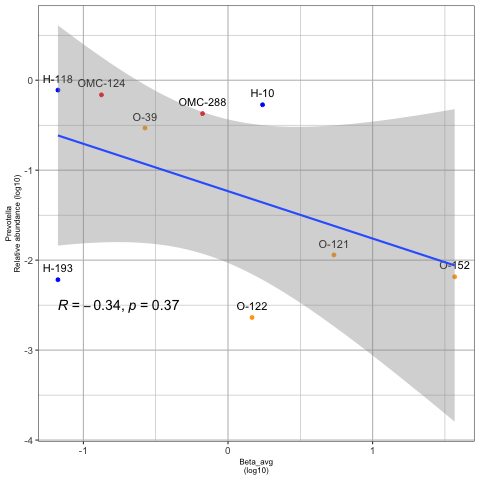 H-118
OMC-124
H-10
OMC-288
O-39
O-121
O-152
H-193
R = −0.34, p = 0.37
O-122
0
-1
-2
-3
-4
-1
0
1
Prevotella
Relative abundance (log10)
Beta_avg
(log10)